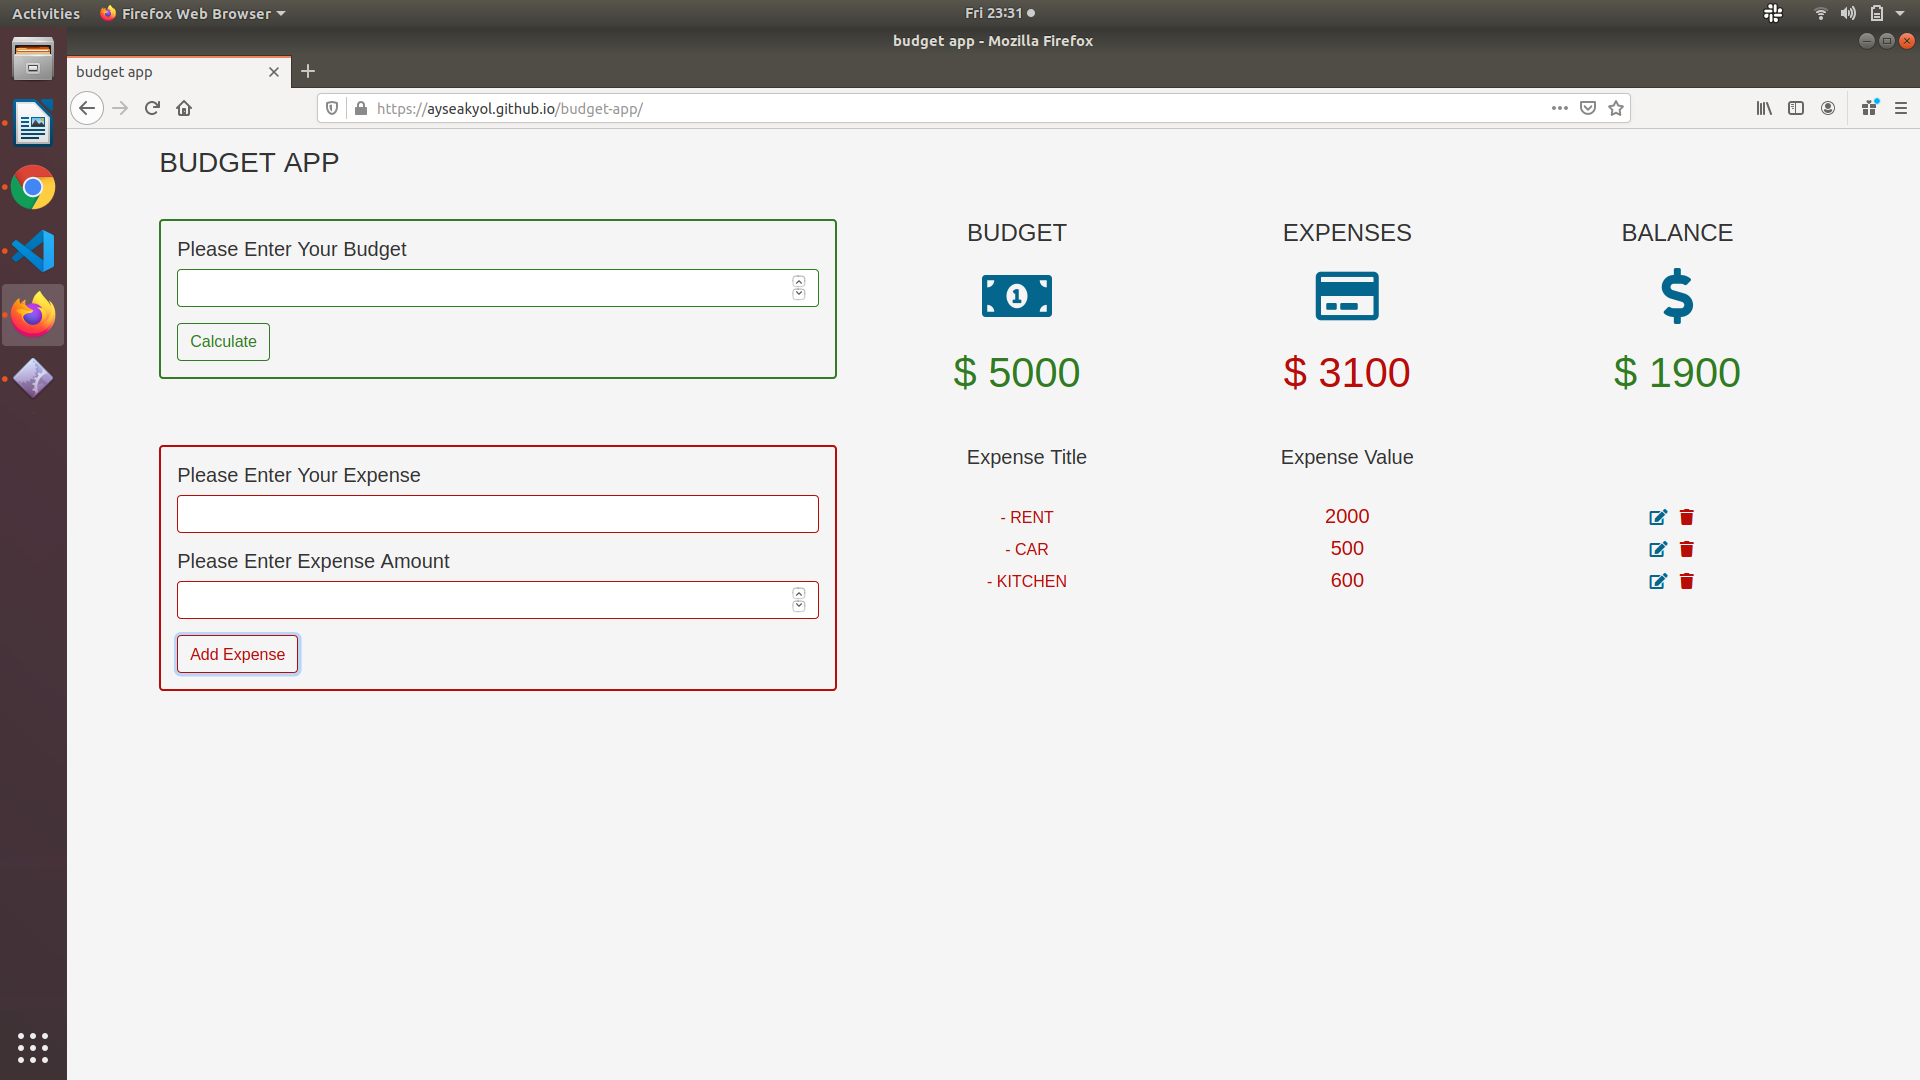 Activities Firefox Web Browser Fri 23:31
budget app - Mozilla Firefox
budget app
https://ayseakyol.github.io/budget-app/
BUDGET APP
Please Enter Your Budget
Calculate
BUDGET EXPENSES BALANCE
1
$ 5000 $ 3100 $ 1900
Please Enter Your Expense
Please Enter Expense Amount
Add Expense
Expense Title Expense Value
- RENT 2000
- CAR 500
- KITCHEN 600